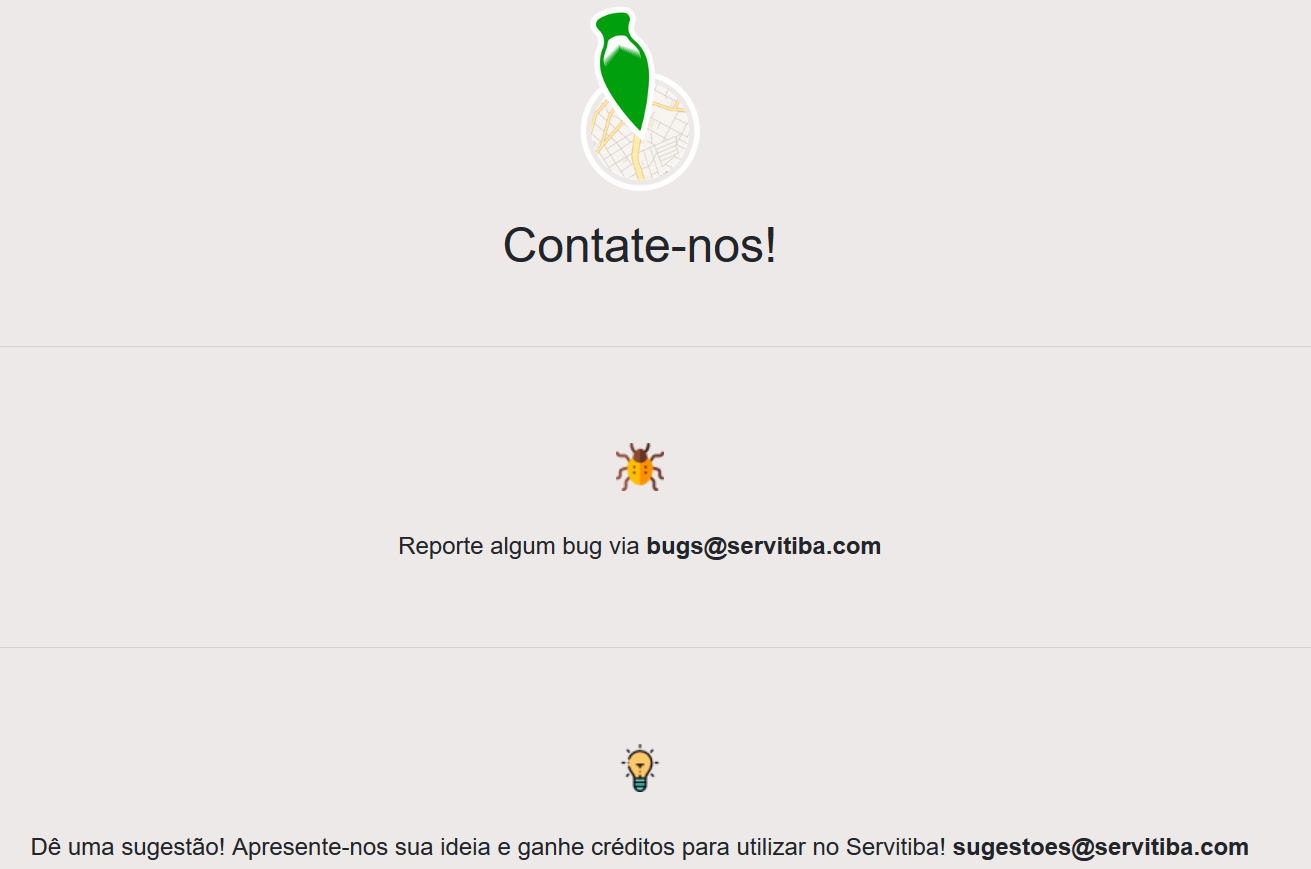 Contate-nos!
Reporte algum bug via bugs@servitiba.com
Dê uma sugestão! Apresente-nos sua ideia e ganhe créditos para utilizar no Servitiba! sugestoes@servitiba.com